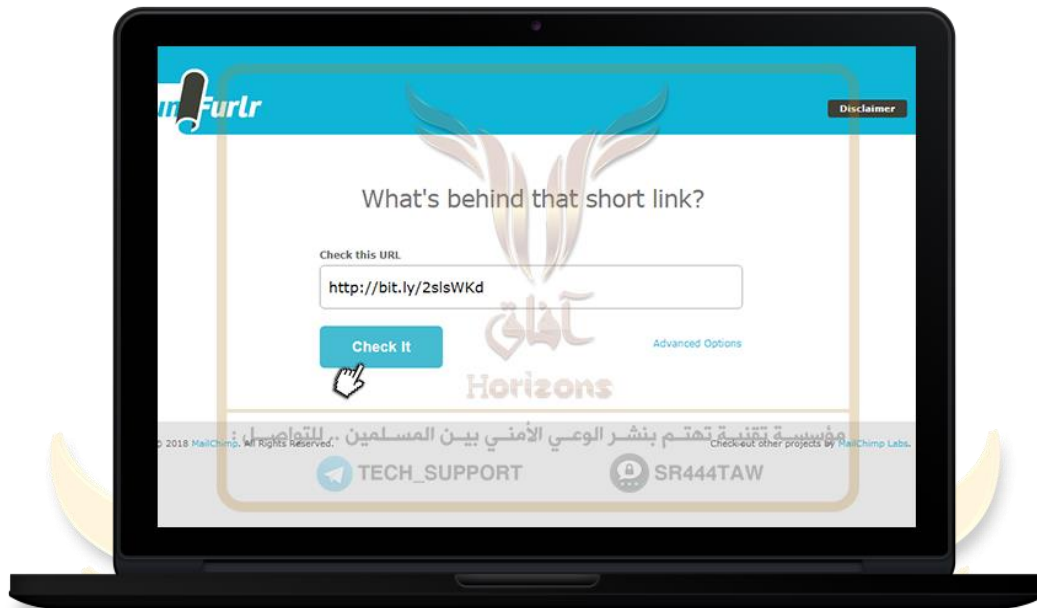 unFurlr
Disclaimer
What's behind that short link?
Check this URL
http://bit.ly/2slsWKd
Check It
Advanced Options
آفاق
Horizons
© 2018 MailChimp. All Rights Reserved.
Check out other projects by MailChimp Labs.
مؤسسة تقنية تهتم بنشر الوعي الأمني بين المسلمين .. للتواصل :
TECH_SUPPORT
SR444TAW